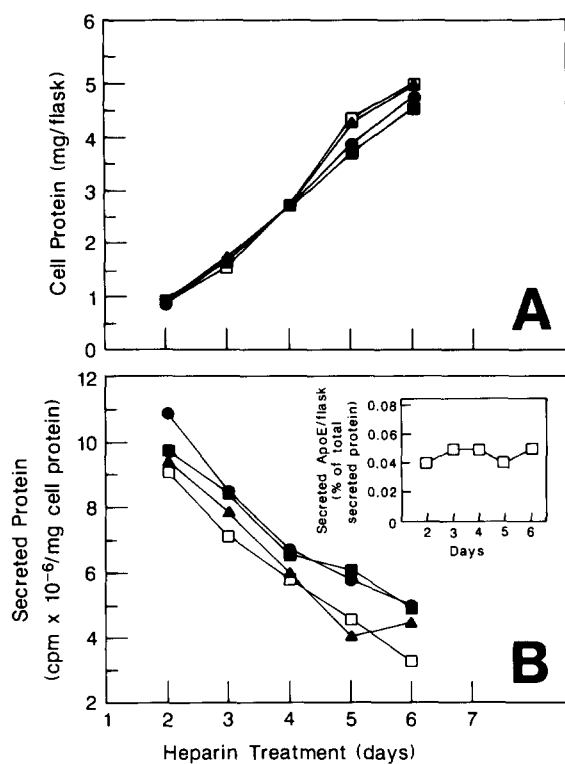 6
5
4
3
2
1
0
Cell Protein (mg/flask)
A
12
10
8
6
4
2
Secreted Protein
(cpm x 10⁻⁶/mg cell protein)
Secreted ApoE/flask
(% of total
secreted protein)
0.08
0.06
0.04
0.02
0
2 3 4 5 6
Days
B
1 2 3 4 5 6 7
Heparin Treatment (days)